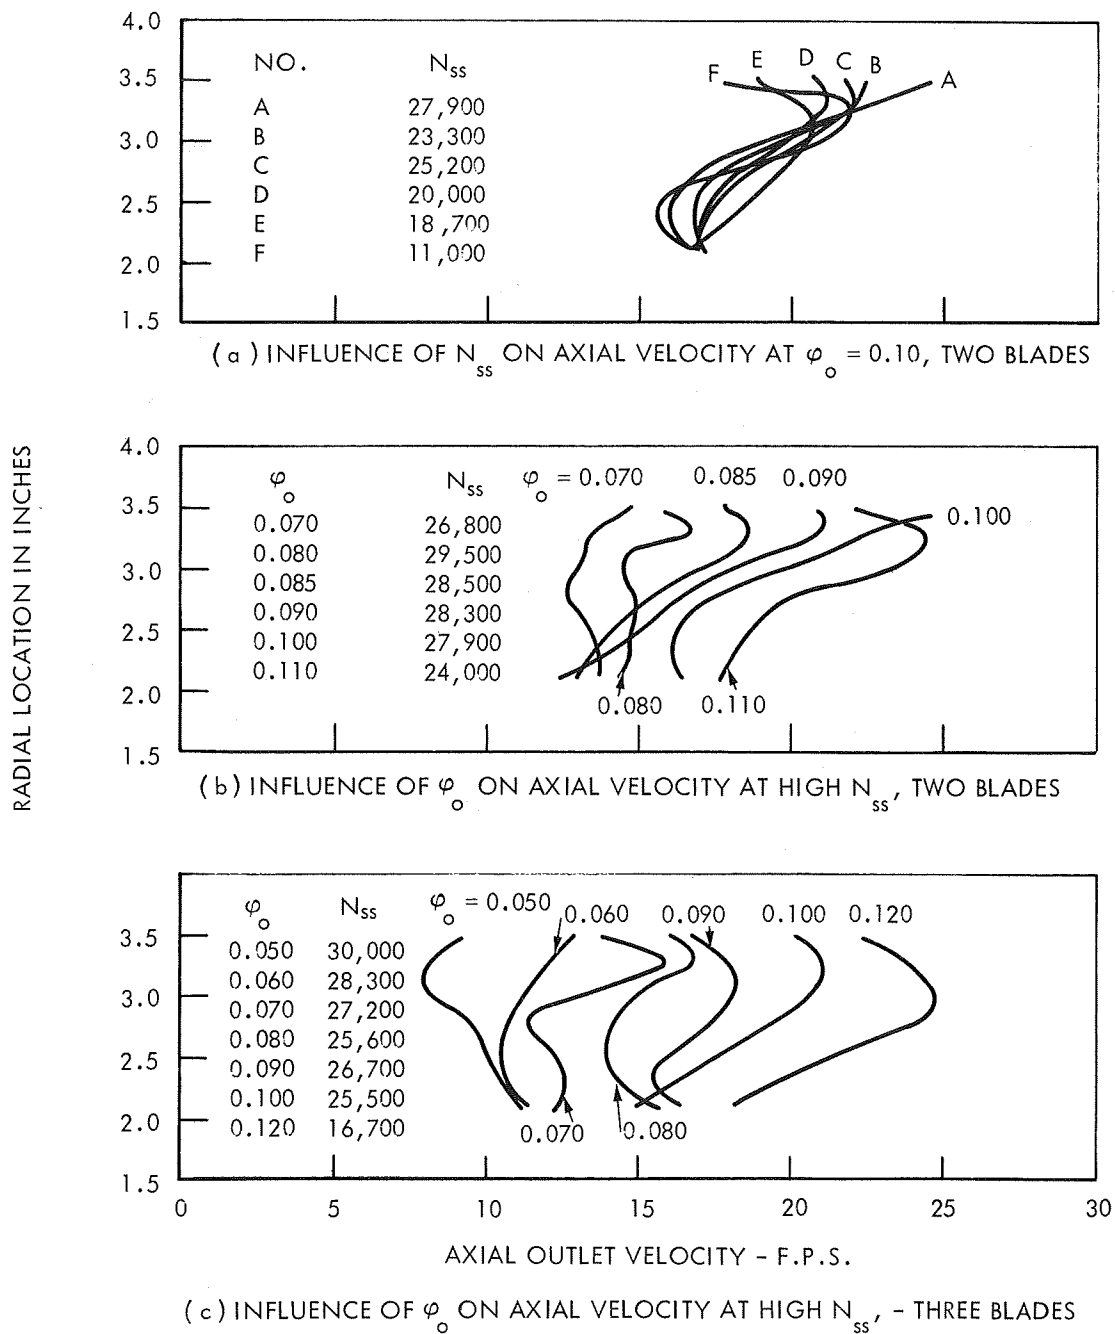 RADIAL LOCATION IN INCHES
4.0
3.5
3.0
2.5
2.0
1.5
NO. Nss
A 27,900
B 23,300
C 25,200
D 20,000
E 18,700
F 11,000
F E D C B A
(a) INFLUENCE OF Nss ON AXIAL VELOCITY AT φo = 0.10, TWO BLADES
4.0
3.5
3.0
2.5
2.0
1.5
φo Nss
0.070 26,800
0.080 29,500
0.085 28,500
0.090 28,300
0.100 27,900
0.110 24,000
φo = 0.070 0.085 0.090
0.100
0.080 0.110
(b) INFLUENCE OF φo ON AXIAL VELOCITY AT HIGH Nss, TWO BLADES
3.5
3.0
2.5
2.0
1.5
φo Nss
0.050 30,000
0.060 28,300
0.070 27,200
0.080 25,600
0.090 26,700
0.100 25,500
0.120 16,700
φo = 0.050 0.060 0.090 0.100 0.120
0.070 0.080
0 5 10 15 20 25 30
AXIAL OUTLET VELOCITY - F.P.S.
(c) INFLUENCE OF φo ON AXIAL VELOCITY AT HIGH Nss, - THREE BLADES